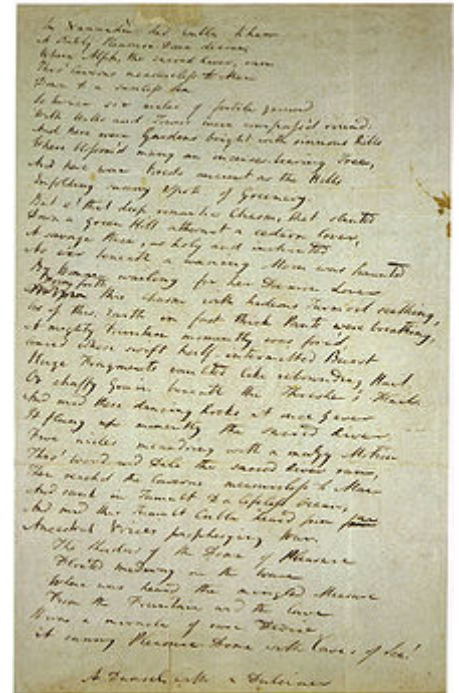 In Xannadù did Cubla Khan
A stately Pleasure Dome decree;
Where Alph, the sacred River, ran
Thro' Caverns measureless to Man
Down to a sunless Sea.
So twice six miles of fertile ground
With Walls and Towers were compass'd round:
And here were Gardens bright with sinuous Rills
Where blossom'd many an incense-bearing Tree,
And here were Forests ancient as the Hills
Enfolding sunny Spots of Greenery.
But o! that deep romantic Chasm, that slanted
Down a green Hill athwart a cedarn Cover,
A savage Place, as holy and inchanted
As e'er beneath a waning Moon was haunted
By Woman wailing for her Daemon Lover:
From forth this Chasm with hideous Turmoil seething,
As if this Earth in fast thick Pants were breathing,
A mighty Fountain momently was forc'd,
Amid whose swift half-intermitted Burst
Huge Fragments vaulted like rebounding Hail,
Or chaffy Grain beneath the Thresher's Flail:
And mid these dancing Rocks at once & ever
It flung up momently the sacred River.
Five miles meandring with a mazy Motion
Thro' Wood and Dale the sacred River ran,
Then reach'd the Caverns measureless to Man
And sank in Tumult to a lifeless Ocean;
And mid this Tumult Cubla heard from far
Ancestral Voices prophesying War.
The Shadow of the Dome of Pleasure
Floated midway on the Wave
Where was heard the mingled Measure
From the Fountain and the Cave.
It was a miracle of rare Device,
A sunny Pleasure Dome with Caves of Ice!
A Damsel with a Dulcimer